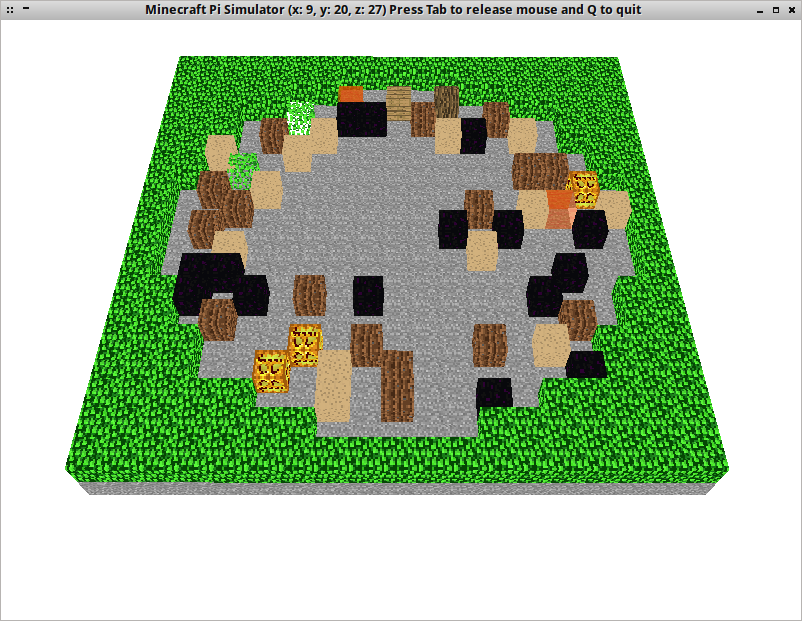 Minecraft Pi Simulator (x: 9, y: 20, z: 27) Press Tab to release mouse and Q to quit